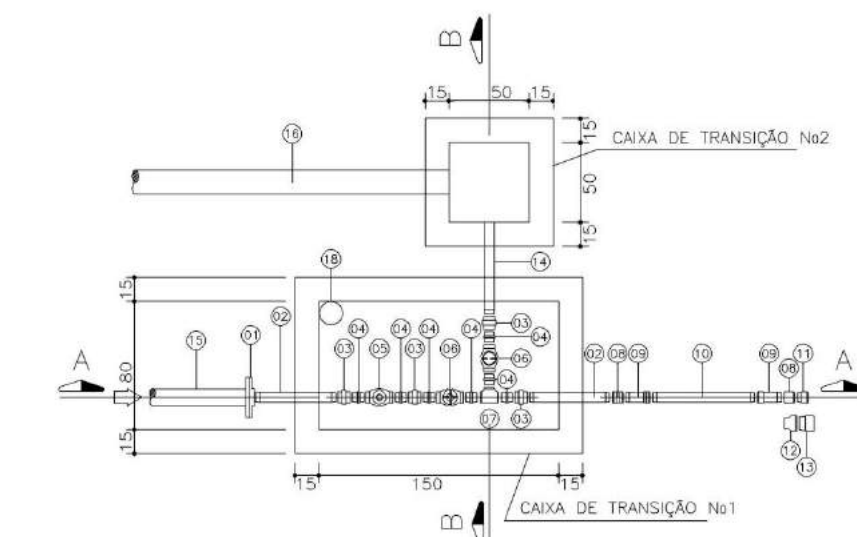 B
15 50 15
16
15
CAIXA DE TRANSIÇÃO No2
50
15
14
18
15
02
01
15
04 04 04 04
03 04
03 05 03 06
06
04
A
80
02 08 09 10 09 08 11
A
07 03
12
13
15
15 150 15
CAIXA DE TRANSIÇÃO No1
B